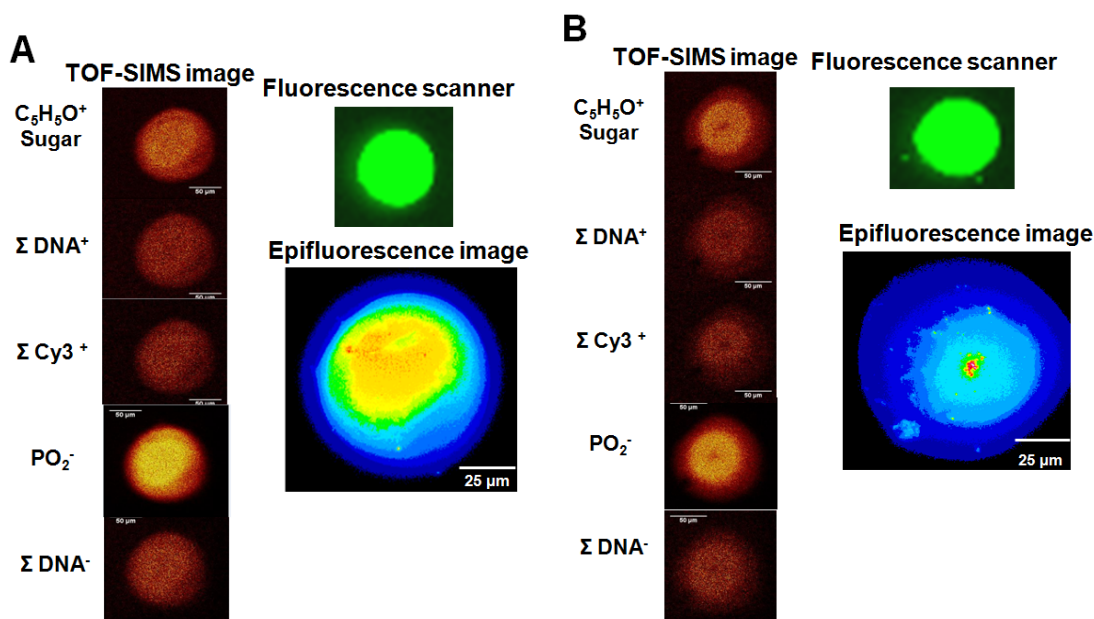 A
TOF-SIMS image
Fluorescence scanner
C₅H₅O⁺
Sugar
50 µm
Σ DNA⁺
50 µm
Epifluorescence image
Σ Cy3 ⁺
50 µm
50 µm
PO₂⁻
25 µm
50 µm
Σ DNA⁻
B
TOF-SIMS image
Fluorescence scanner
C₅H₅O⁺
Sugar
50 µm
Σ DNA⁺
Epifluorescence image
50 µm
Σ Cy3 ⁺
50 µm
50 µm
PO₂⁻
25 µm
50 µm
Σ DNA⁻